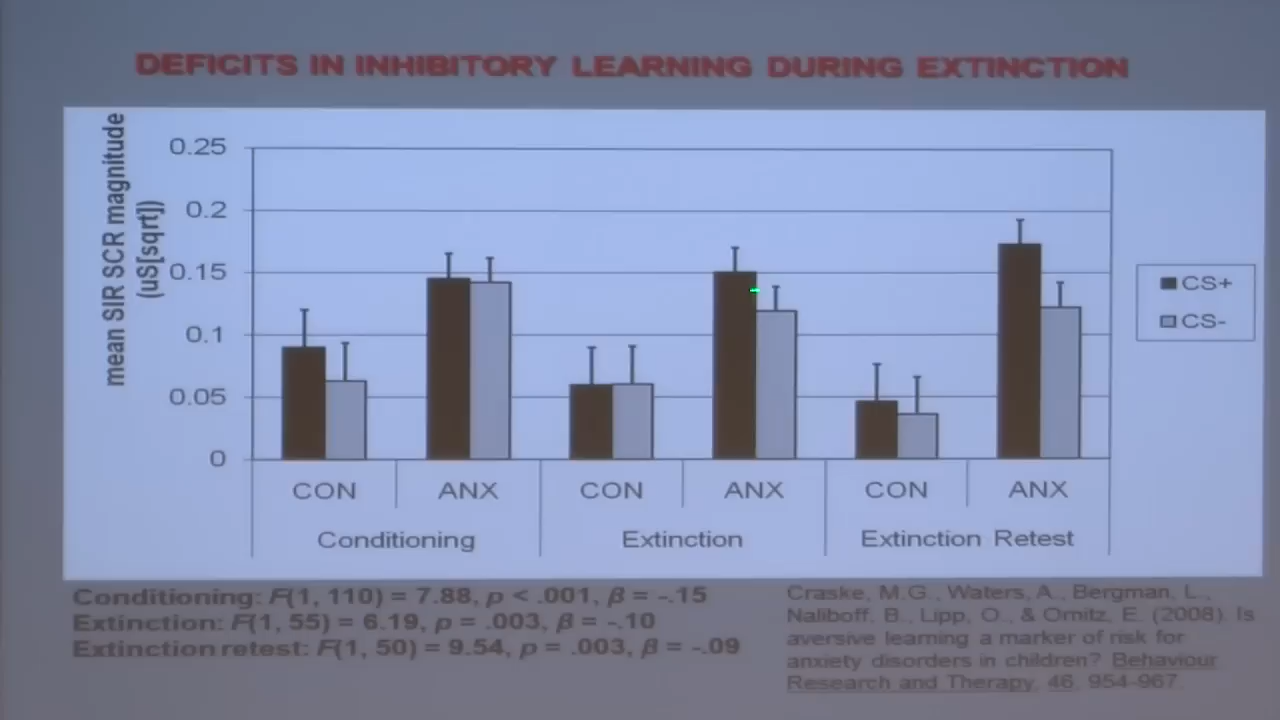 DEFICITS IN INHIBITORY LEARNING DURING EXTINCTION
mean SIR SCR magnitude
(uS[sqrt])
0.25
0.2
0.15
0.1
0.05
0
CS+
CS-
CON ANX CON ANX CON ANX
Conditioning Extinction Extinction Retest
Conditioning: F(1, 110) = 7.88, p < .001, β = -.15
Extinction: F(1, 55) = 6.19, p = .003, β = -.10
Extinction retest: F(1, 50) = 9.54, p = .003, β = -.09
Craske, M.G., Waters, A., Bergman, L.,
Naliboff, B., Lipp, O., & Ornitz, E. (2008). Is
aversive learning a marker of risk for
anxiety disorders in children? Behaviour
Research and Therapy, 46, 954-967.